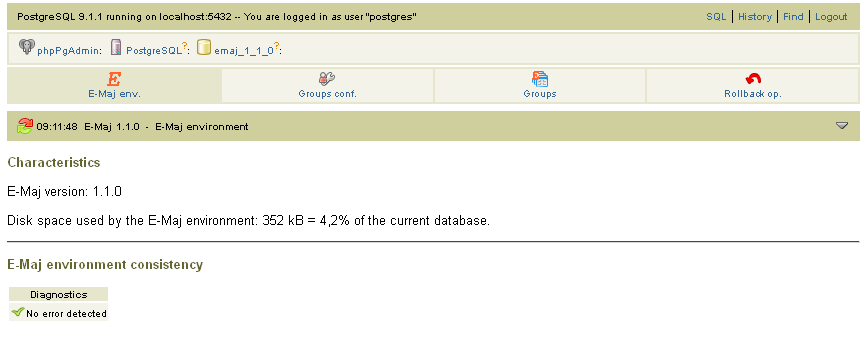 PostgreSQL 9.1.1 running on localhost:5432 -- You are logged in as user "postgres"
SQL | History | Find | Logout
phpPgAdmin: PostgreSQL?: emaj_1_1_0?:
E-Maj env. Groups conf. Groups Rollback op.
09:11:48 E-Maj 1.1.0 - E-Maj environment
Characteristics
E-Maj version: 1.1.0
Disk space used by the E-Maj environment: 352 kB = 4,2% of the current database.
E-Maj environment consistency
Diagnostics
No error detected